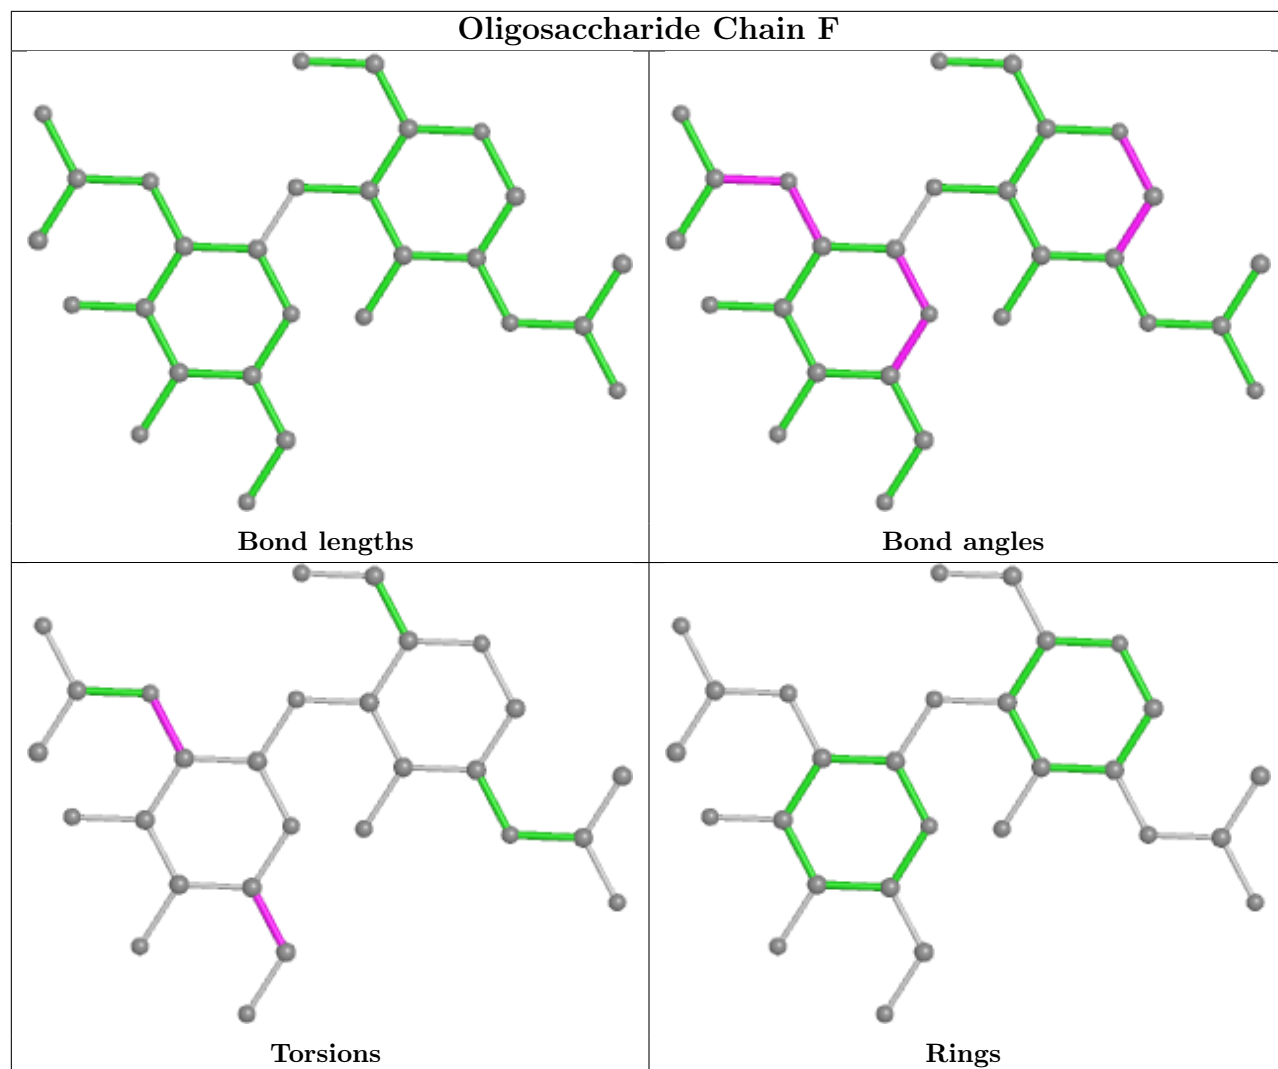 Oligosaccharide Chain F
Bond lengths
Bond angles
Torsions
Rings